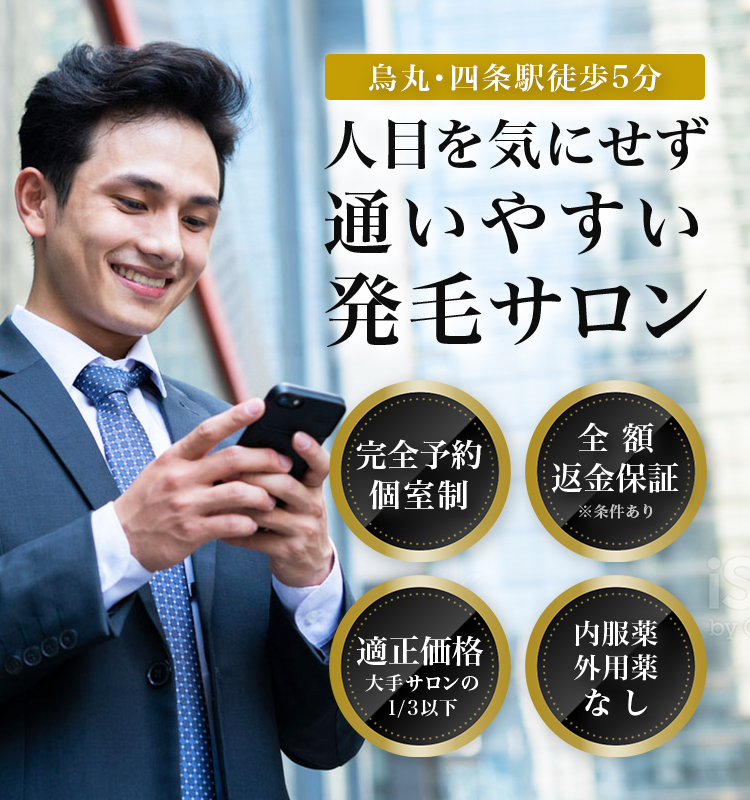 烏丸・四条駅徒歩5分
人目を気にせず
通いやすい
発毛サロン
完全予約
個室制
全額
返金保証
※条件あり
適正価格
大手サロンの
1/3以下
内服薬
外用薬
なし
iS
by